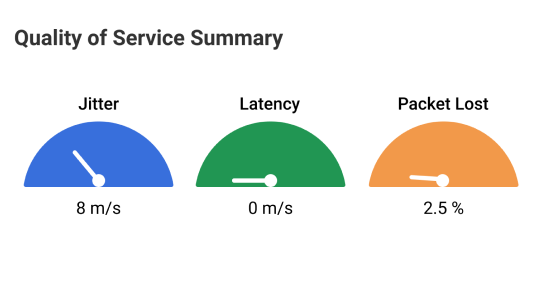 Quality of Service Summary
Jitter
Latency
Packet Lost
8 m/s
0 m/s
2.5 %